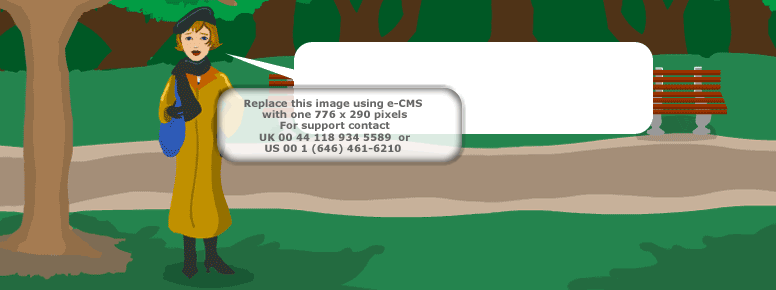 Replace this image using e-CMS
with one 776 x 290 pixels
For support contact
UK 00 44 118 934 5589 or
US 00 1 (646) 461-6210